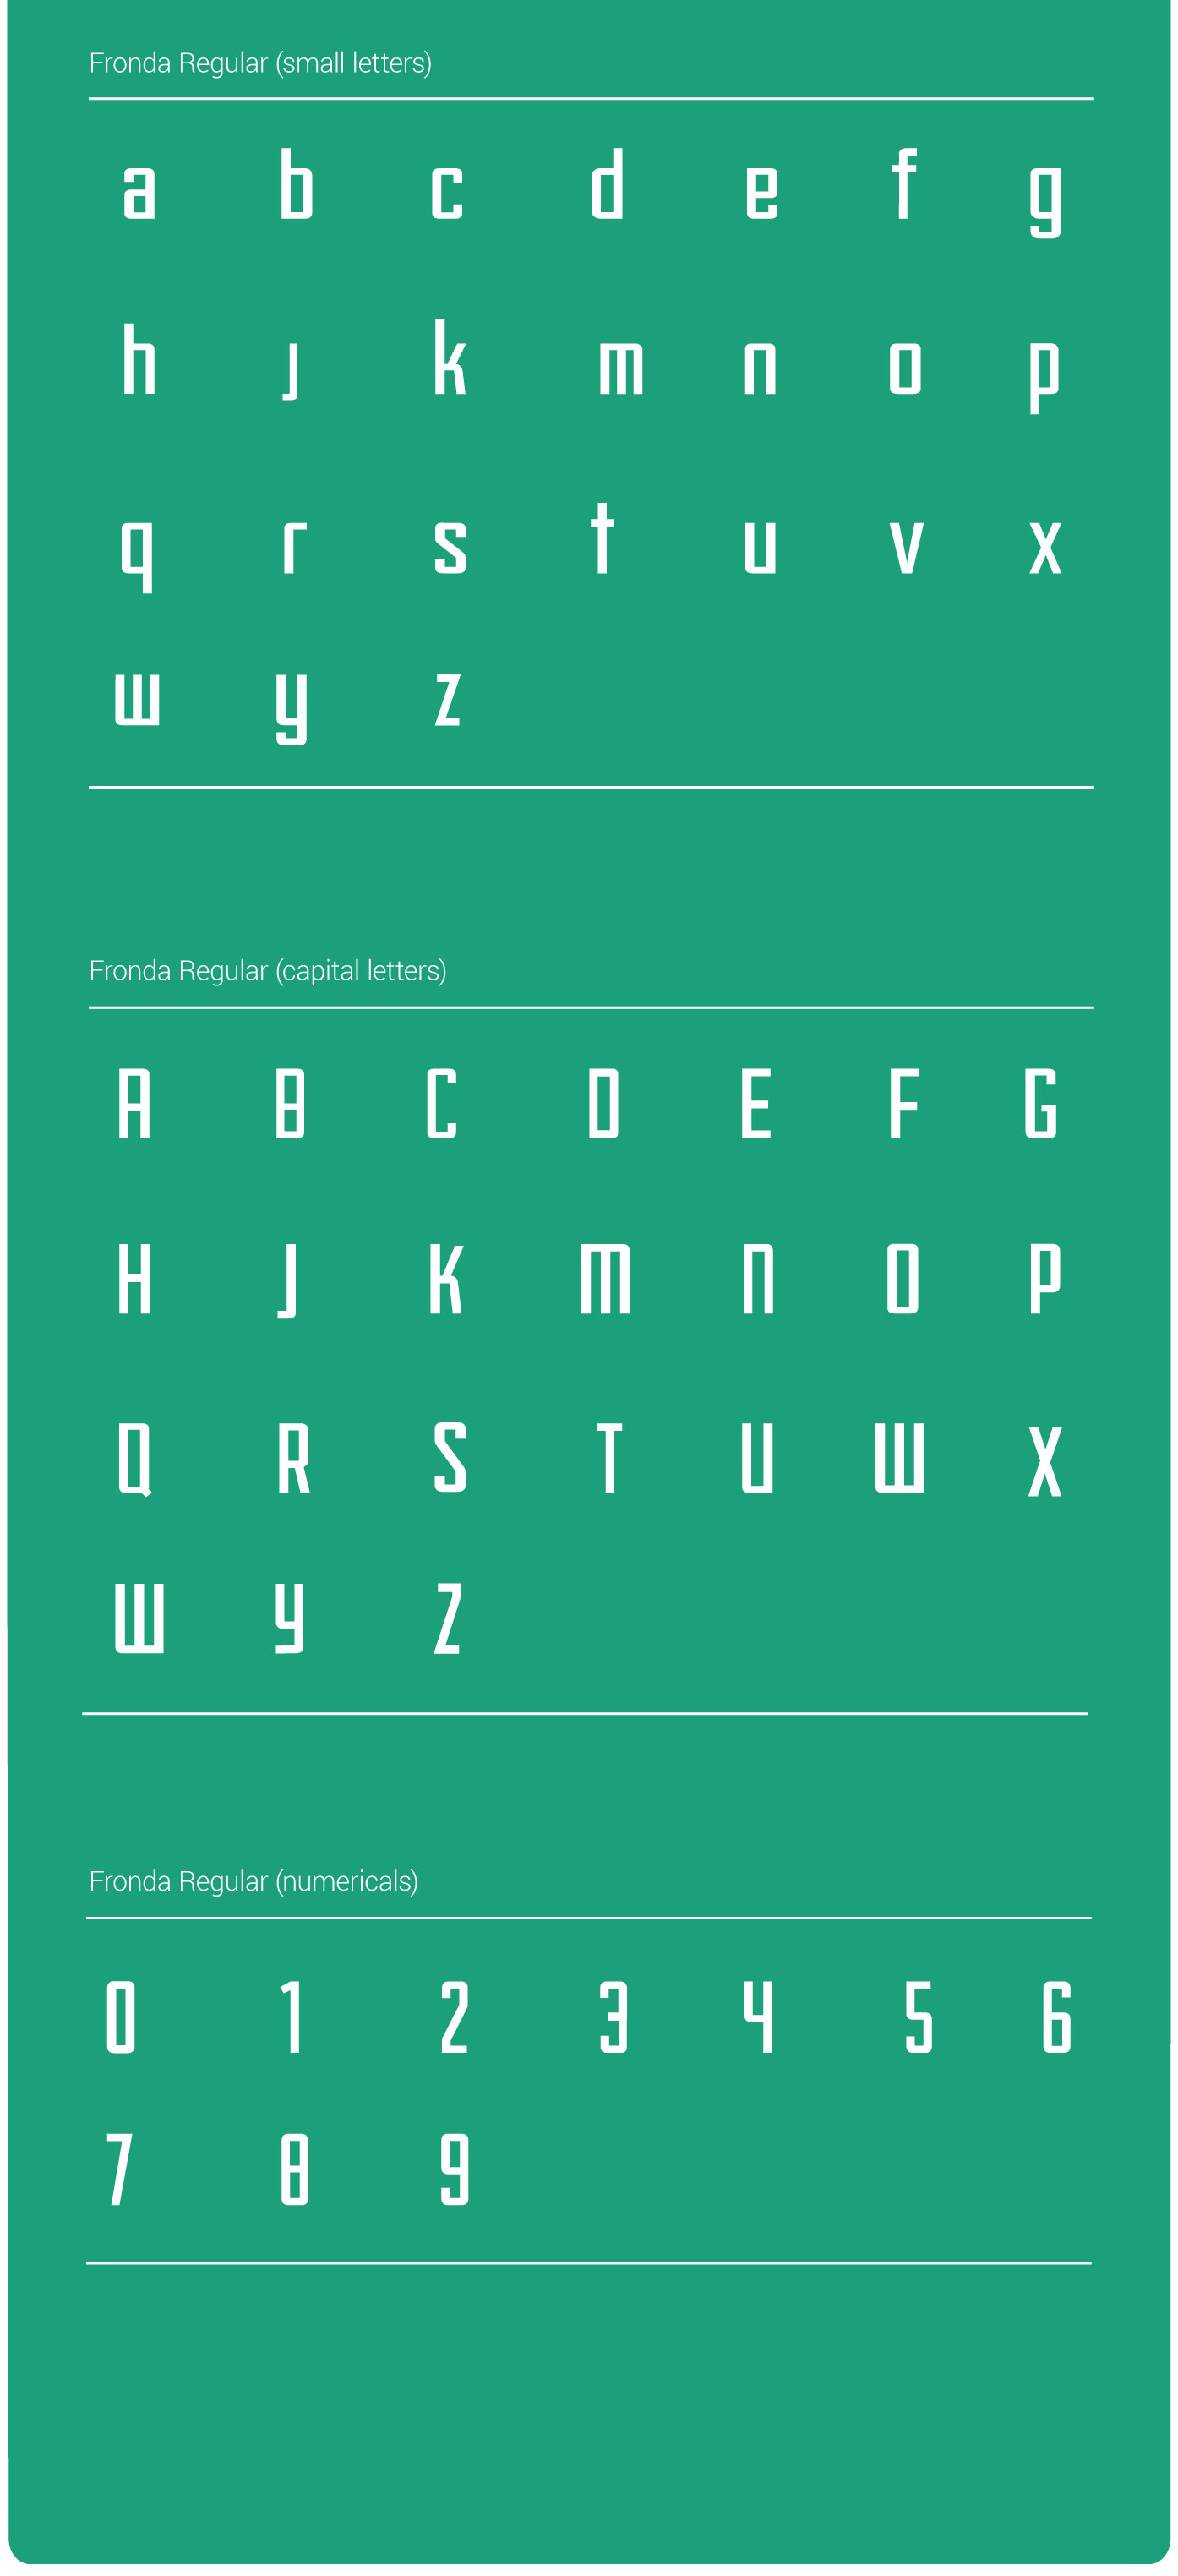 Fronda Regular (small letters)
a b c d e f g
h ȷ k m n o p
q r s t u v x
w y z
Fronda Regular (capital letters)
A B C D E F G
H J K M N O P
Q R S T U W X
W Y Z
Fronda Regular (numericals)
0 1 2 3 4 5 6
7 8 9